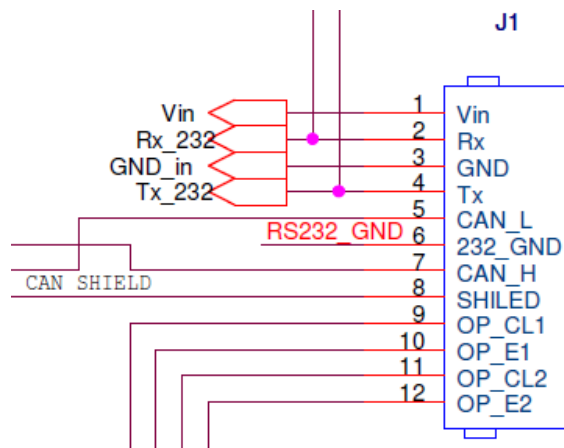 J1
Vin 1 Vin
Rx_232 2 Rx
GND_in 3 GND
Tx_232 4 Tx
5 CAN_L
RS232_GND 6 232_GND
7 CAN_H
CAN SHIELD 8 SHILED
9 OP_CL1
10 OP_E1
11 OP_CL2
12 OP_E2